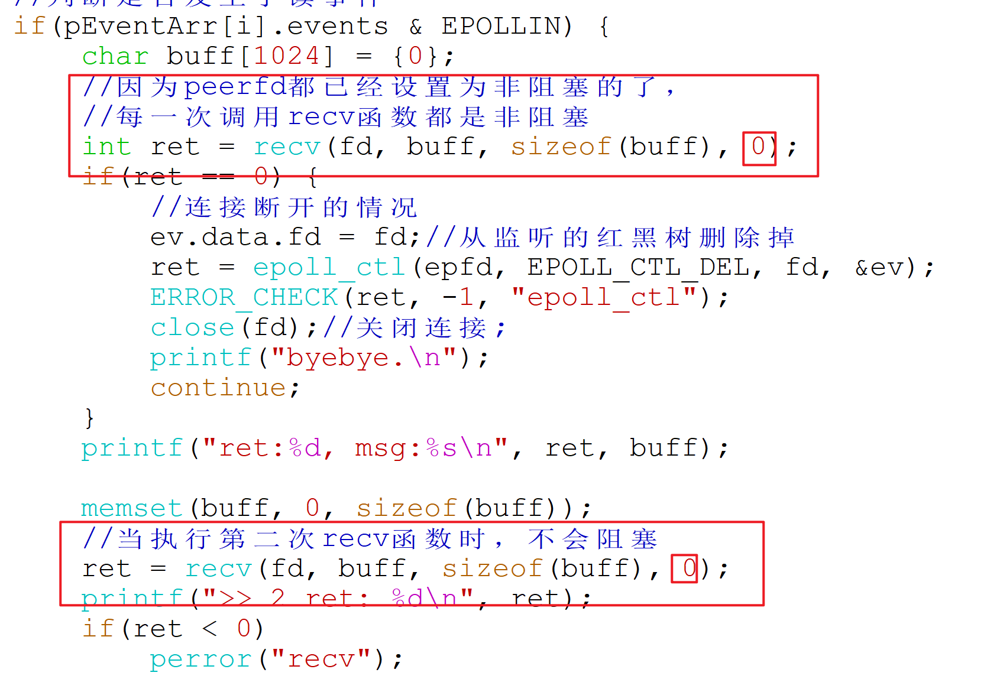 if(pEventArr[i].events & EPOLLIN) {
char buff[1024] = {0};
//因为peerfd都已经设置为非阻塞的了，
//每一次调用recv函数都是非阻塞
int ret = recv(fd, buff, sizeof(buff), 0);
if(ret == 0) {
//连接断开的情况
ev.data.fd = fd;//从监听的红黑树删除掉
ret = epoll_ctl(epfd, EPOLL_CTL_DEL, fd, &ev);
ERROR_CHECK(ret, -1, "epoll_ctl");
close(fd);//关闭连接;
printf("byebye.\n");
continue;
}
printf("ret:%d, msg:%s\n", ret, buff);
memset(buff, 0, sizeof(buff));
//当执行第二次recv函数时，不会阻塞
ret = recv(fd, buff, sizeof(buff), 0);
printf(">> 2 ret: %d\n", ret);
if(ret < 0)
perror("recv");